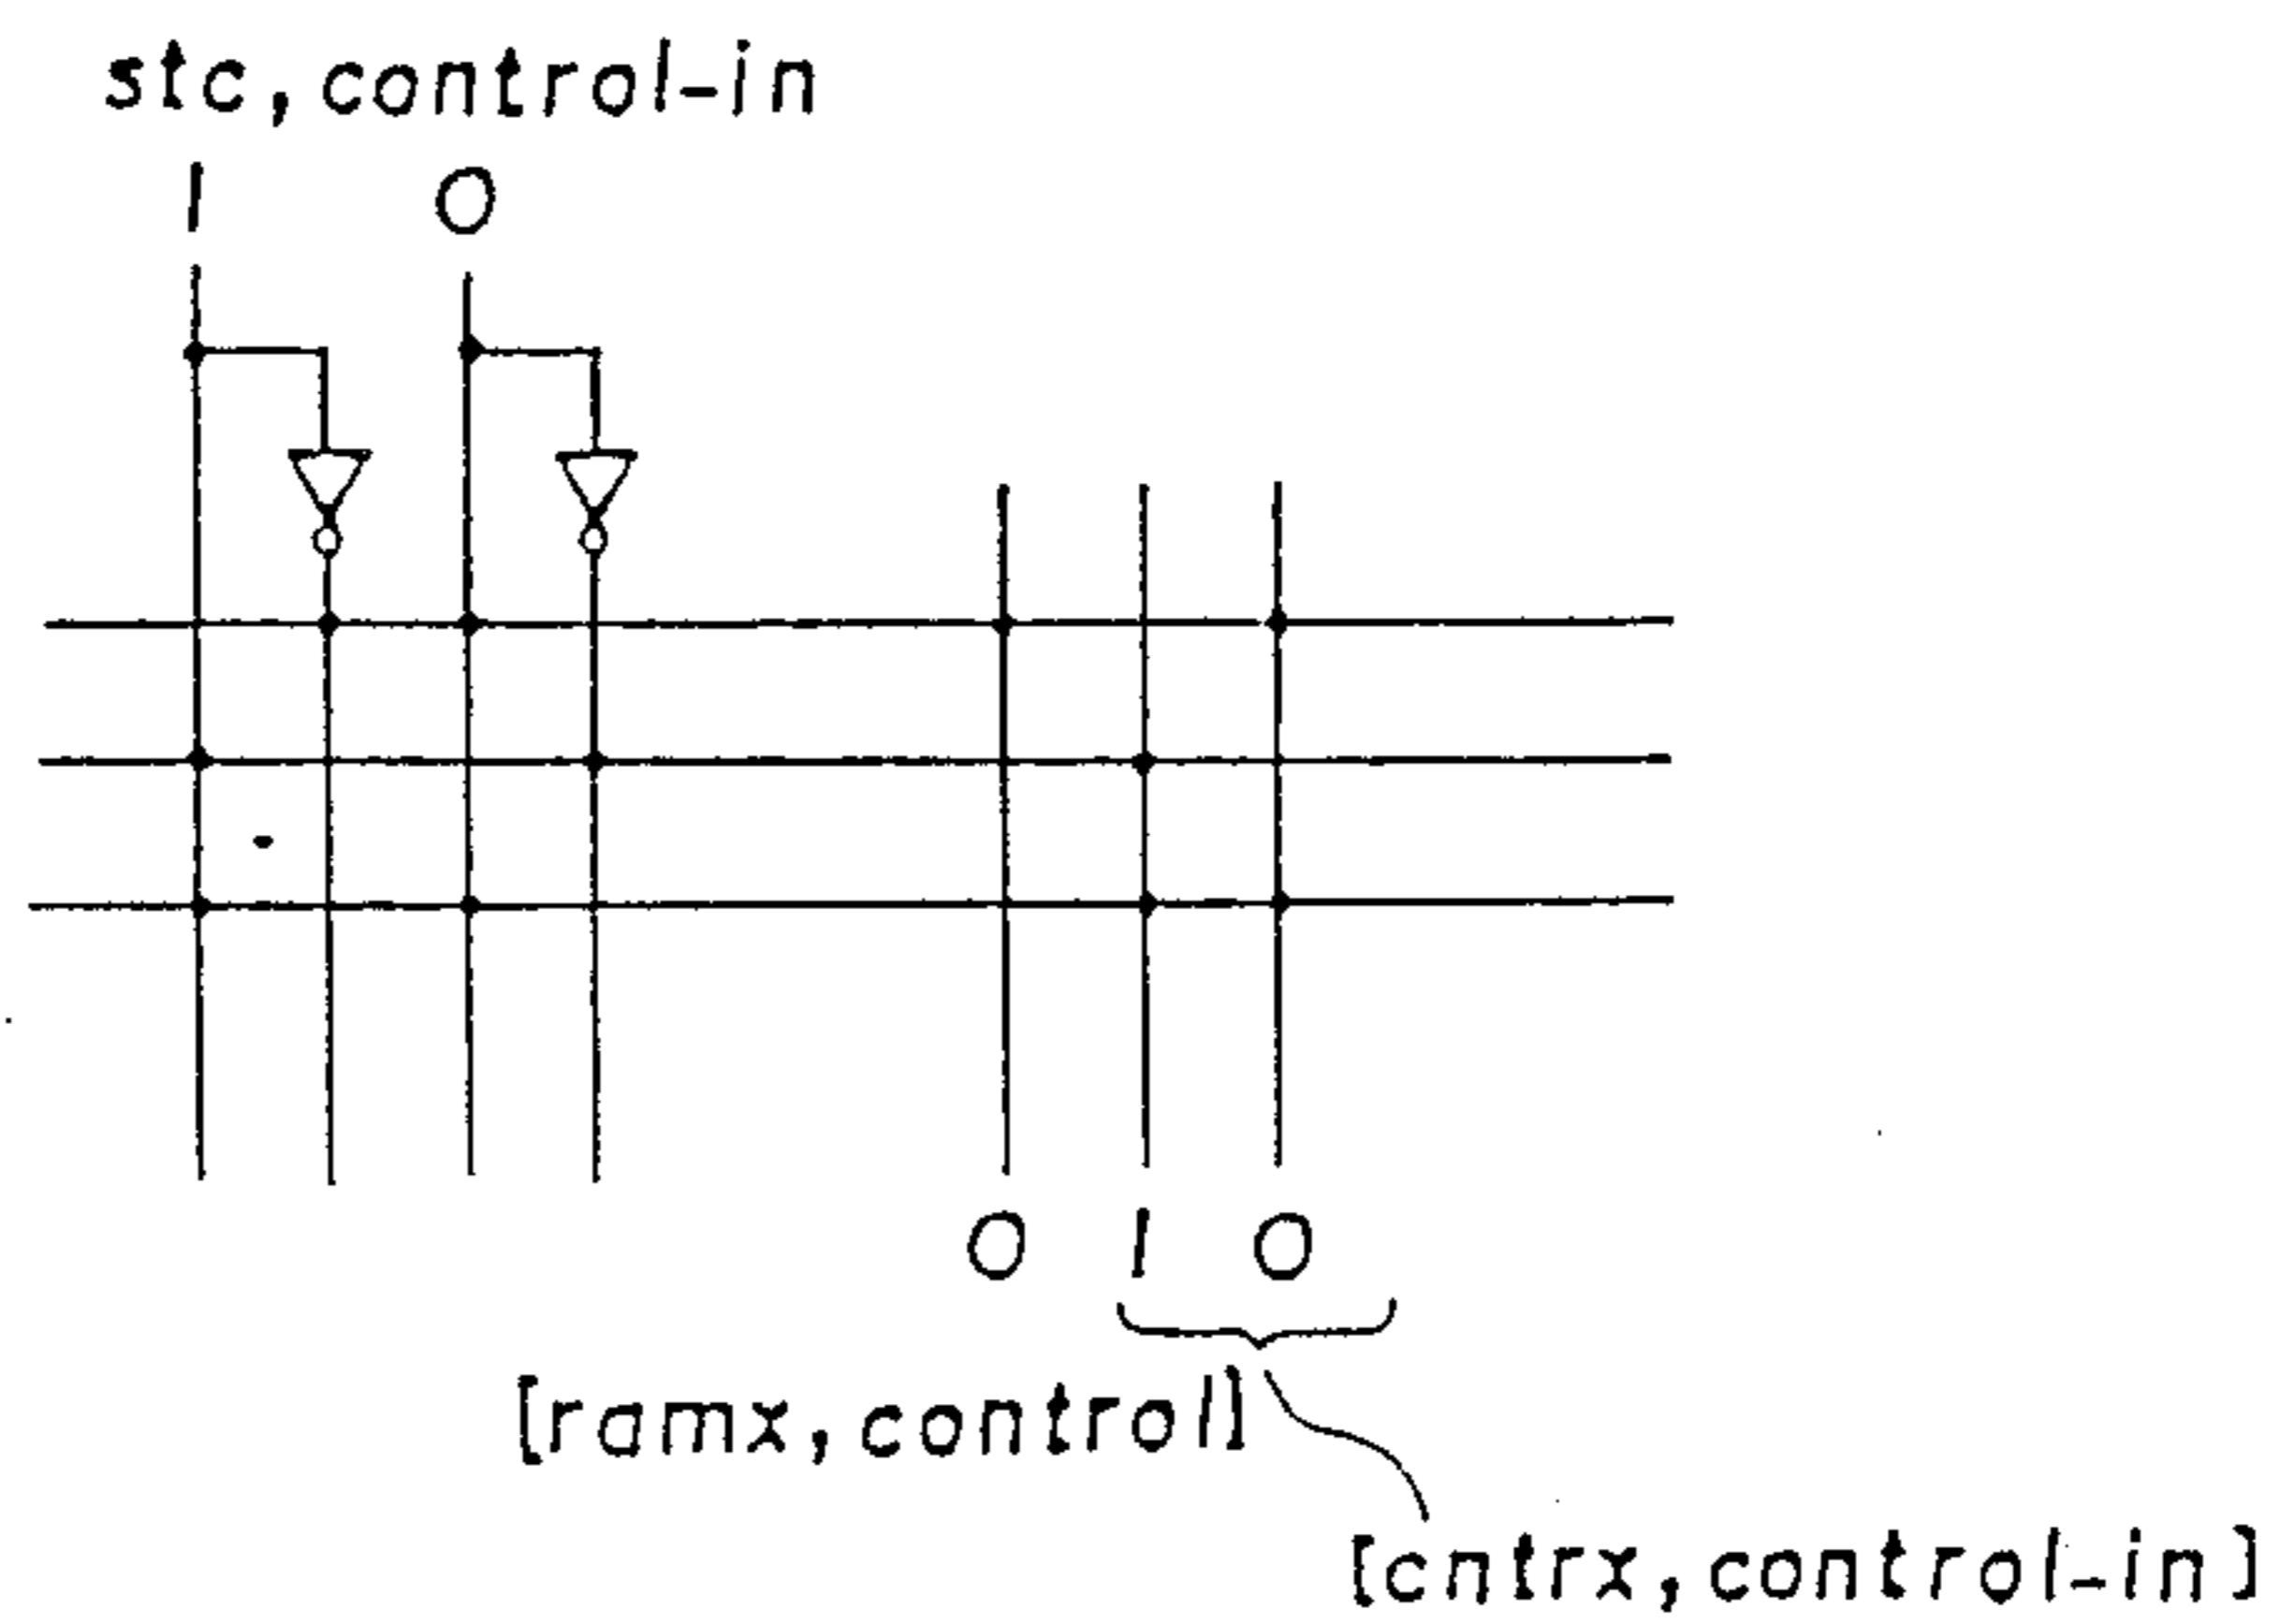 stc,control-in
1 0
0 1 0
[ramx,control]
[cntrx,control-in]